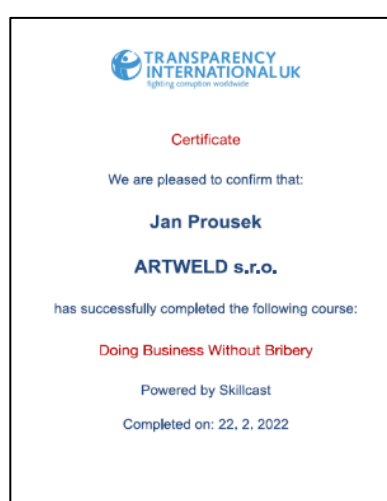 TRANSPARENCY
INTERNATIONAL UK
fighting corruption worldwide
Certificate
We are pleased to confirm that:
Jan Prousek
ARTWELD s.r.o.
has successfully completed the following course:
Doing Business Without Bribery
Powered by Skillcast
Completed on: 22. 2. 2022